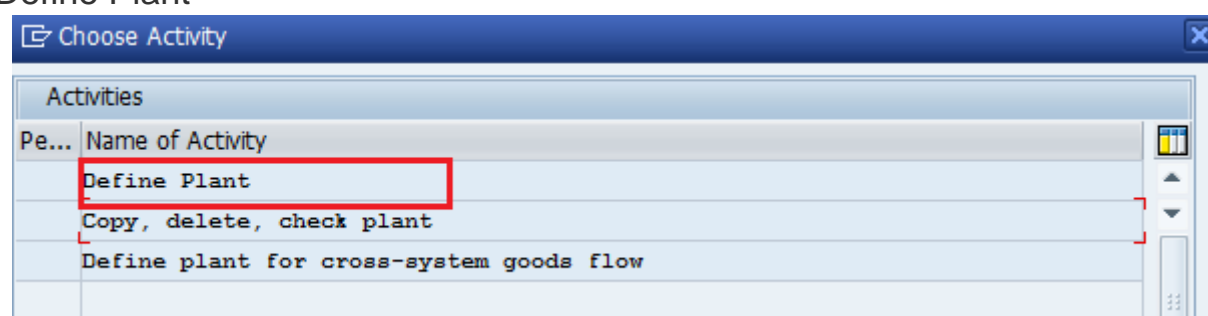 Define Plant
Choose Activity
Activities
Pe... Name of Activity
Define Plant
Copy, delete, check plant
Define plant for cross-system goods flow